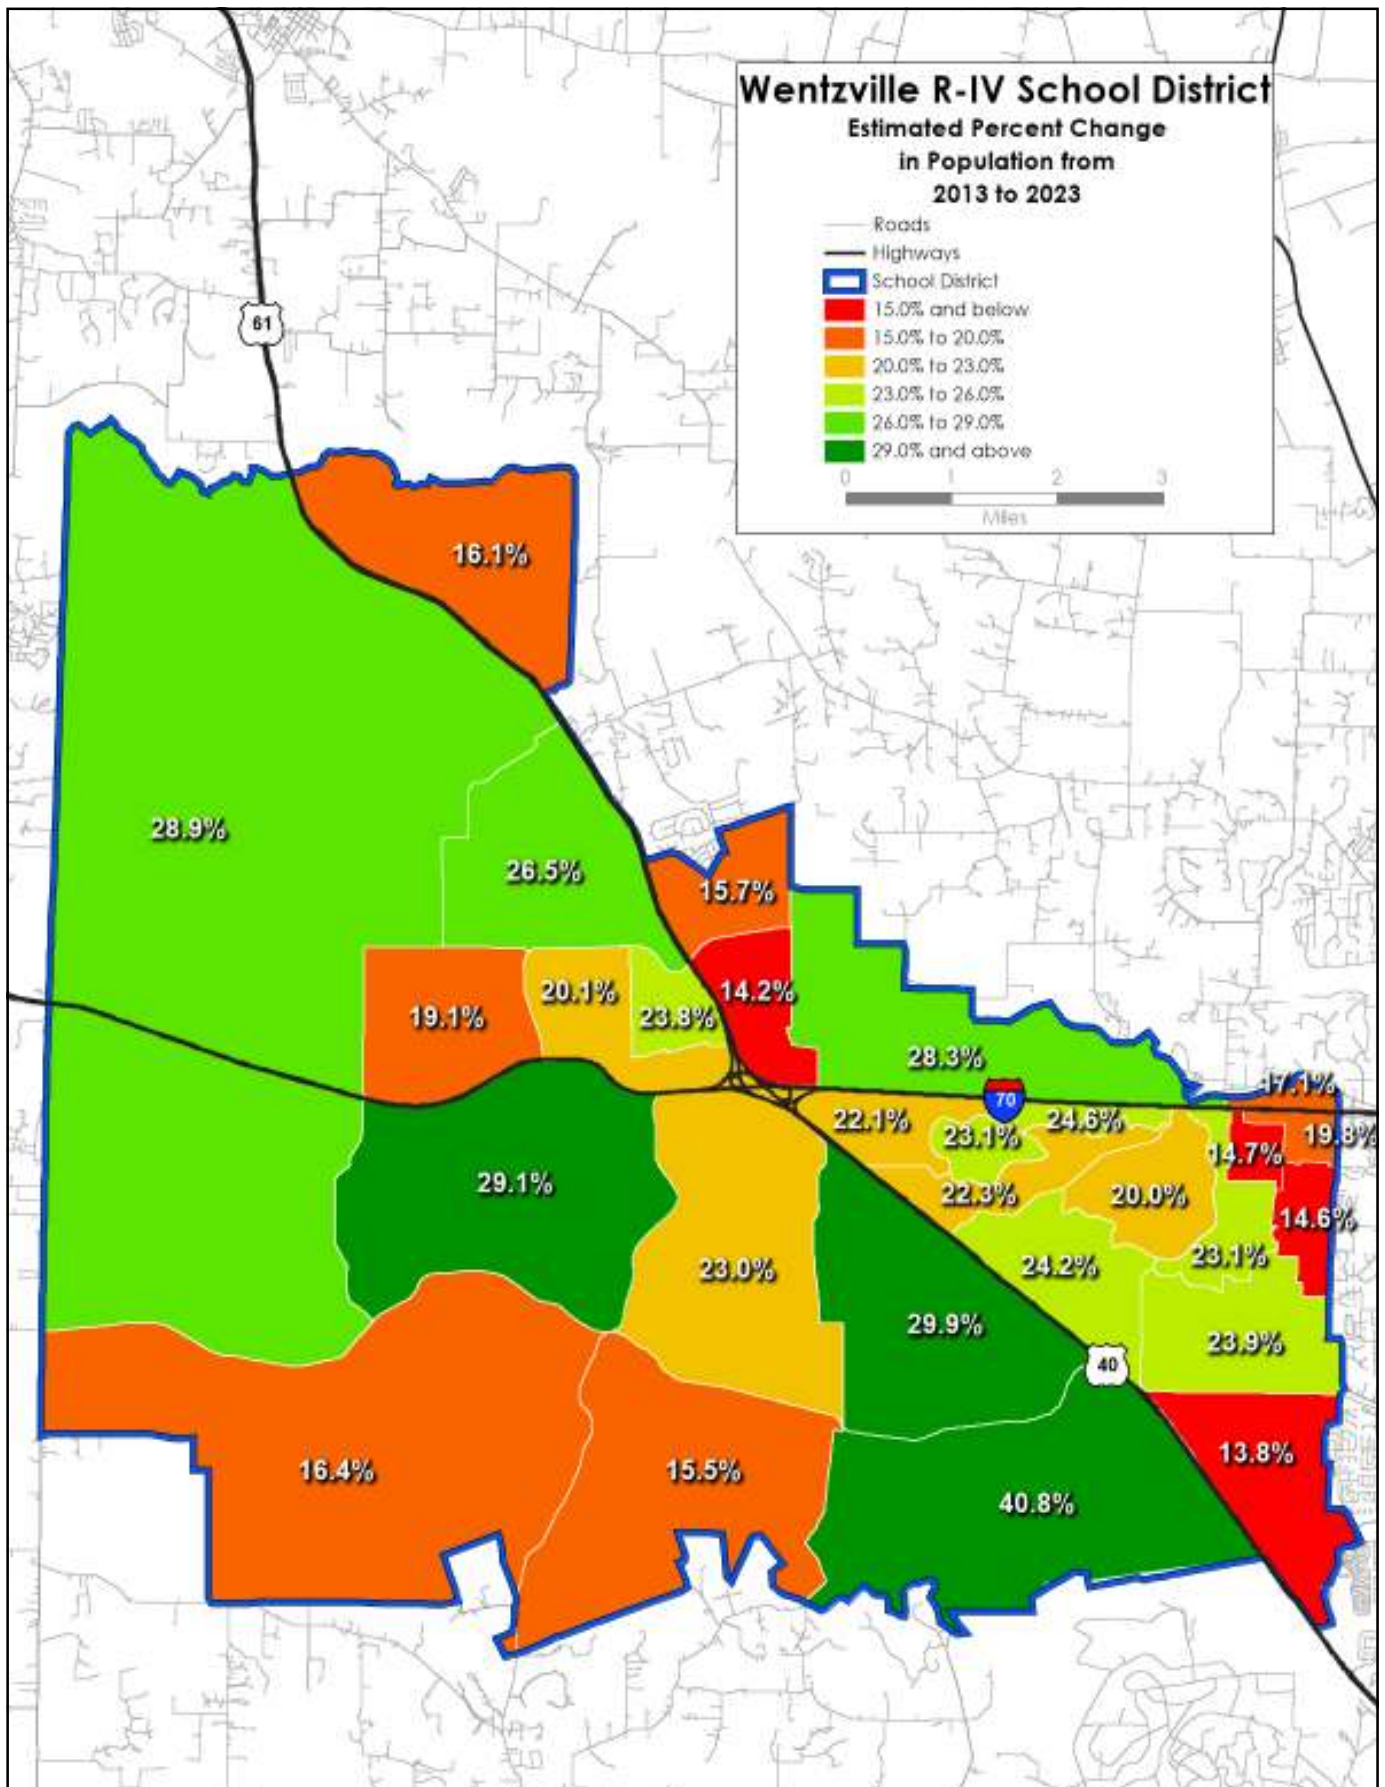 Wentzville R-IV School District
Estimated Percent Change
in Population from
2013 to 2023
Roads
Highways
School District
15.0% and below
15.0% to 20.0%
20.0% to 23.0%
23.0% to 26.0%
26.0% to 29.0%
29.0% and above
0 1 2 3
Miles
61
16.1%
28.9%
26.5%
15.7%
19.1%
20.1%
23.8%
14.2%
28.3%
17.1%
70
22.1%
23.1%
24.6%
14.7%
19.8%
29.1%
22.3%
20.0%
14.6%
23.0%
24.2%
23.1%
29.9%
23.9%
40
16.4%
15.5%
40.8%
13.8%